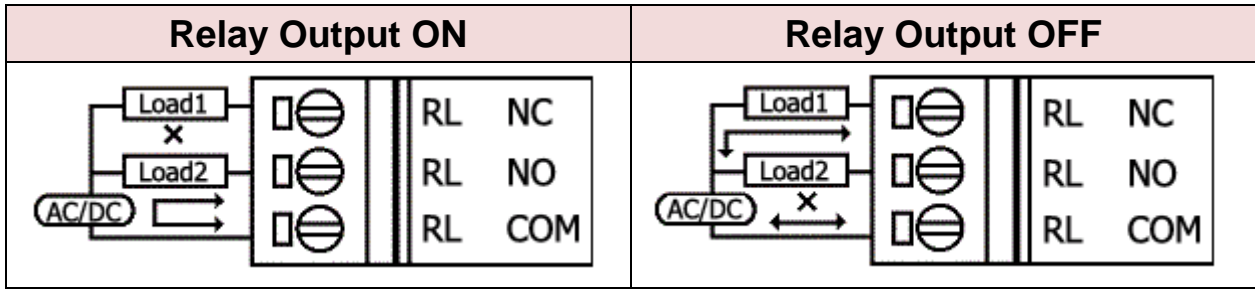 Relay Output ON
Relay Output OFF
Load1
RL NC
Load2
RL NO
AC/DC
RL COM
Load1
RL NC
Load2
RL NO
AC/DC
RL COM